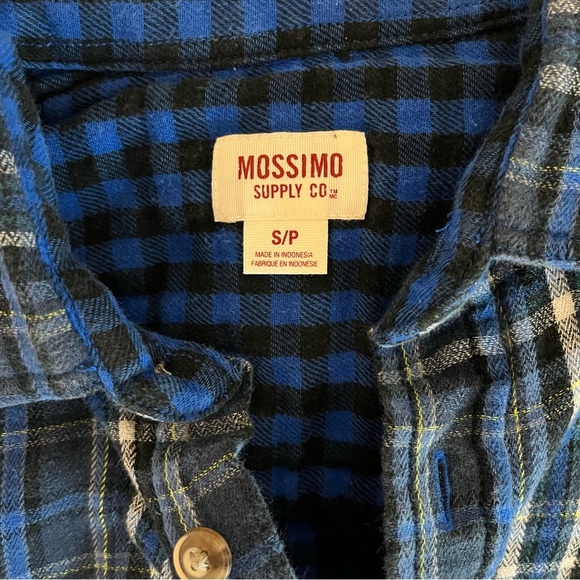 MOSSIMO
SUPPLY CO ™ MC
S/P
MADE IN INDONESIA
FABRIQUÉ EN INDONÉSIE